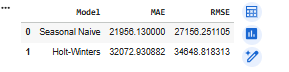 Model MAE RMSE
0 Seasonal Naive 21956.130000 27156.251105
1 Holt-Winters 32072.930882 34648.818313